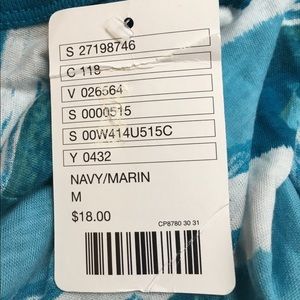 S 27198746
C 118
V 026564
S 0000515
S 00W414U515C
Y 0432
NAVY/MARIN
M
$18.00
CP8780 30 31